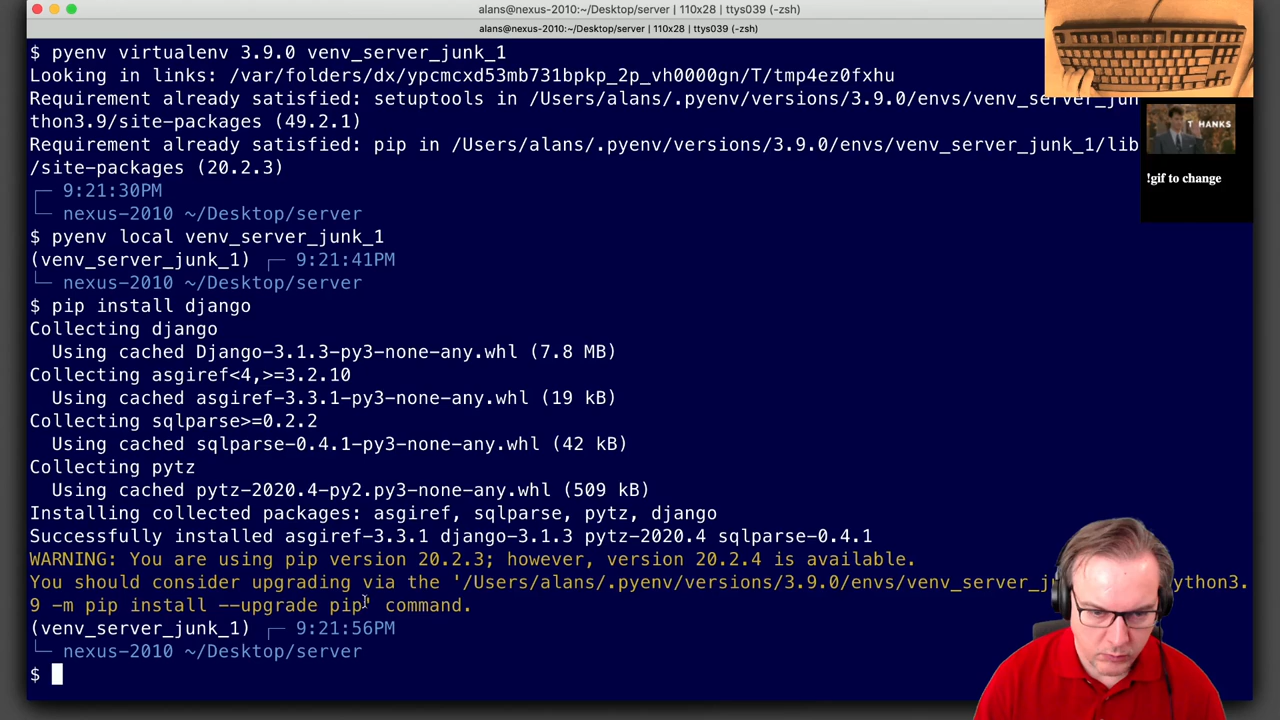 alans@nexus-2010:~/Desktop/server | 110x28 | ttys039 (-zsh)
alans@nexus-2010:~/Desktop/server | 110x28 | ttys039 (-zsh)
$ pyenv virtualenv 3.9.0 venv_server_junk_1
Looking in links: /var/folders/dx/ypcmcxd53mb731bpkp_2p_vh0000gn/T/tmp4ez0fxhu
Requirement already satisfied: setuptools in /Users/alans/.pyenv/versions/3.9.0/envs/venv_server_jun
thon3.9/site-packages (49.2.1)
Requirement already satisfied: pip in /Users/alans/.pyenv/versions/3.9.0/envs/venv_server_junk_1/lib
/site-packages (20.2.3)
9:21:30PM
nexus-2010 ~/Desktop/server
$ pyenv local venv_server_junk_1
(venv_server_junk_1) 9:21:41PM
nexus-2010 ~/Desktop/server
$ pip install django
Collecting django
Using cached Django-3.1.3-py3-none-any.whl (7.8 MB)
Collecting asgiref<4,>=3.2.10
Using cached asgiref-3.3.1-py3-none-any.whl (19 kB)
Collecting sqlparse>=0.2.2
Using cached sqlparse-0.4.1-py3-none-any.whl (42 kB)
Collecting pytz
Using cached pytz-2020.4-py2.py3-none-any.whl (509 kB)
Installing collected packages: asgiref, sqlparse, pytz, django
Successfully installed asgiref-3.3.1 django-3.1.3 pytz-2020.4 sqlparse-0.4.1
WARNING: You are using pip version 20.2.3; however, version 20.2.4 is available.
You should consider upgrading via the '/Users/alans/.pyenv/versions/3.9.0/envs/venv_server_j ython3.
9 -m pip install --upgrade pip' command.
(venv_server_junk_1) 9:21:56PM
nexus-2010 ~/Desktop/server
$
T HANKS
!gif to change